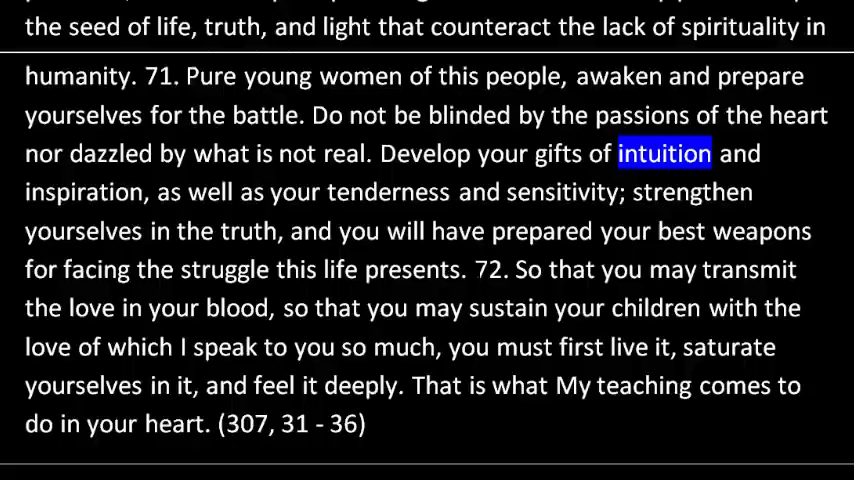 the seed of life, truth, and light that counteract the lack of spirituality in
humanity. 71. Pure young women of this people, awaken and prepare
yourselves for the battle. Do not be blinded by the passions of the heart
nor dazzled by what is not real. Develop your gifts of intuition and
inspiration, as well as your tenderness and sensitivity; strengthen
yourselves in the truth, and you will have prepared your best weapons
for facing the struggle this life presents. 72. So that you may transmit
the love in your blood, so that you may sustain your children with the
love of which I speak to you so much, you must first live it, saturate
yourselves in it, and feel it deeply. That is what My teaching comes to
do in your heart. (307, 31 - 36)